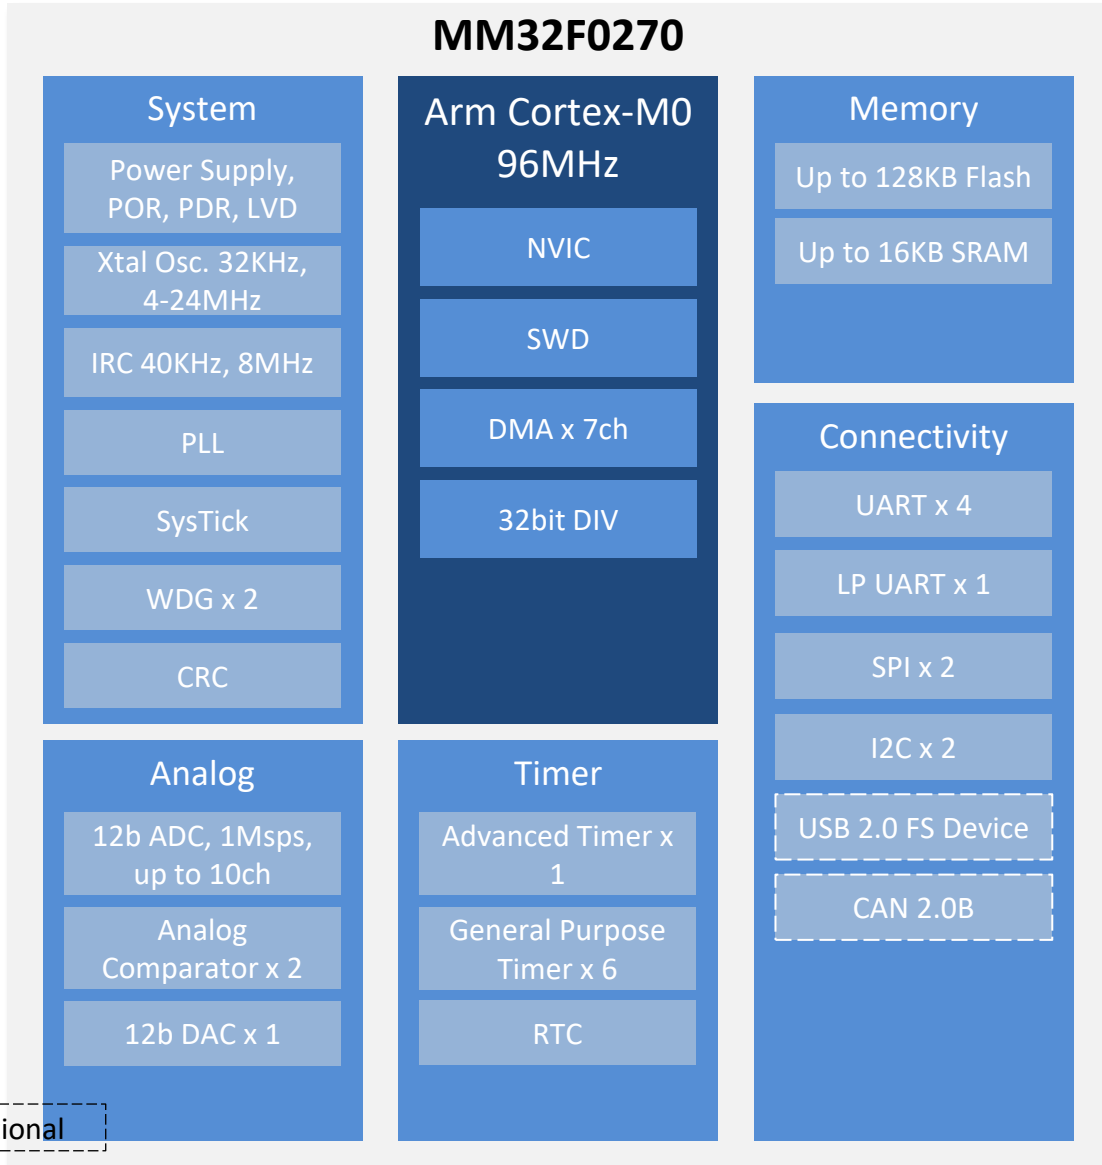 MM32F0270
System
Power Supply,
POR, PDR, LVD
Xtal Osc. 32KHz,
4-24MHz
IRC 40KHz, 8MHz
PLL
SysTick
WDG x 2
CRC
Arm Cortex-M0
96MHz
NVIC
SWD
DMA x 7ch
32bit DIV
Memory
Up to 128KB Flash
Up to 16KB SRAM
Connectivity
UART x 4
LP UART x 1
SPI x 2
I2C x 2
USB 2.0 FS Device
CAN 2.0B
Analog
12b ADC, 1Msps,
up to 10ch
Analog
Comparator x 2
12b DAC x 1
Timer
Advanced Timer x
1
General Purpose
Timer x 6
RTC
ional